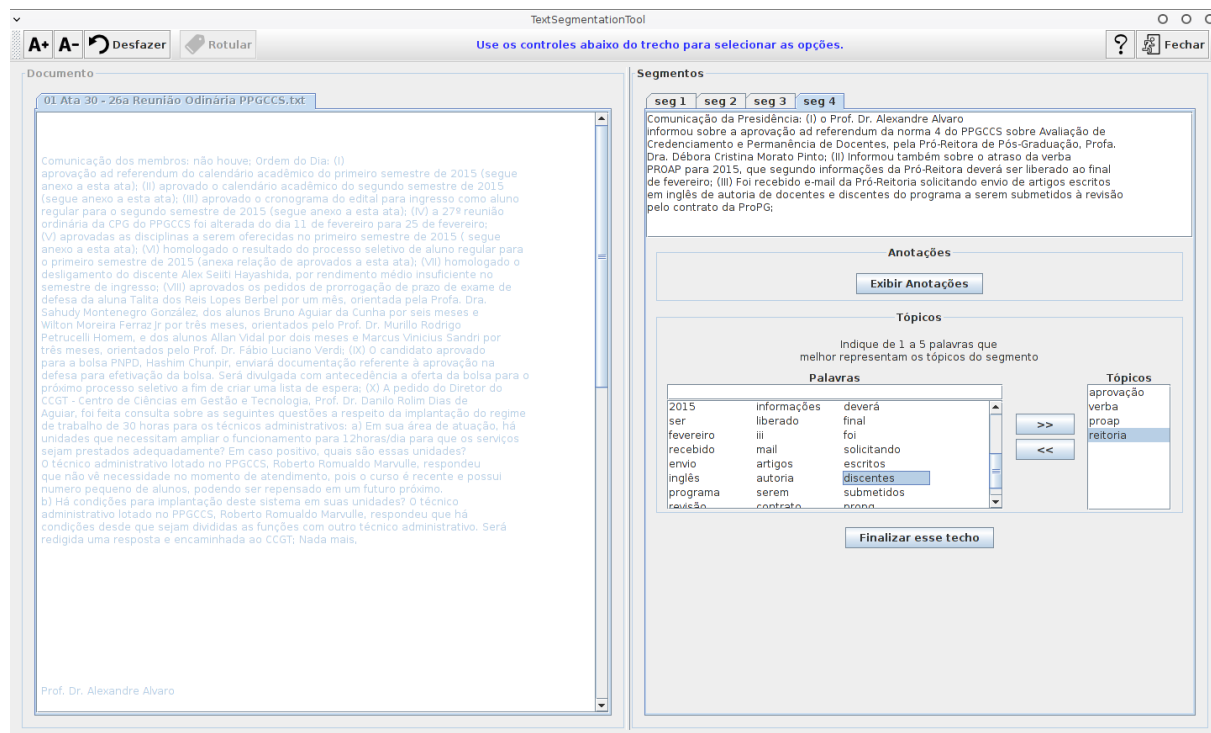 TextSegmentationTool
A+ A- Desfazer Rotular
Use os controles abaixo do trecho para selecionar as opções.
? Fechar
Documento
01 Ata 30 - 26a Reunião Odinária PPGCCS.txt
Comunicação dos membros: não houve; Ordem do Dia: (I)
aprovação ad referendum do calendário acadêmico do primeiro semestre de 2015 (segue
anexo a esta ata); (II) aprovado o calendário acadêmico do segundo semestre de 2015
(segue anexo a esta ata); (III) aprovado o cronograma do edital para ingresso como aluno
regular para o segundo semestre de 2015 (segue anexo a esta ata); (IV) a 27º reunião
ordinária da CPG do PPGCCS foi alterada do dia 11 de fevereiro para 25 de fevereiro;
(V) aprovadas as disciplinas a serem oferecidas no primeiro semestre de 2015 ( segue
anexo a esta ata); (VI) homologado o resultado do processo seletivo de aluno regular para
o primeiro semestre de 2015 (anexa relação de aprovados a esta ata); (VII) homologado o
desligamento do discente Alex Seiiti Hayashida, por rendimento médio insuficiente no
semestre de ingresso; (VIII) aprovados os pedidos de prorrogação de prazo de exame de
defesa da aluna Talita dos Reis Lopes Berbel por um mês, orientada pela Profa. Dra.
Sahudy Montenegro González, dos alunos Bruno Aguiar da Cunha por seis meses e
Wilton Moreira Ferraz Jr por três meses, orientados pelo Prof. Dr. Murillo Rodrigo
Petrucelli Homem, e dos alunos Allan Vidal por dois meses e Marcus Vinicius Sandri por
três meses, orientados pelo Prof. Dr. Fábio Luciano Verdi; (IX) O candidato aprovado
para a bolsa PNPD, Hashim Chunpir, enviará documentação referente à aprovação na
defesa para efetivação da bolsa. Será divulgada com antecedência a oferta da bolsa para o
próximo processo seletivo a fim de criar uma lista de espera; (X) A pedido do Diretor do
CCGT - Centro de Ciências em Gestão e Tecnologia, Prof. Dr. Danilo Rolim Dias de
Aguiar, foi feita consulta sobre as seguintes questões a respeito da implantação do regime
de trabalho de 30 horas para os técnicos administrativos: a) Em sua área de atuação, há
unidades que necessitam ampliar o funcionamento para 12horas/dia para que os serviços
sejam prestados adequadamente? Em caso positivo, quais são essas unidades?
O técnico administrativo lotado no PPGCCS, Roberto Romualdo Marvulle, respondeu
que não vê necessidade no momento de atendimento, pois o curso é recente e possui
numero pequeno de alunos, podendo ser repensado em um futuro próximo.
b) Há condições para implantação deste sistema em suas unidades? O técnico
administrativo lotado no PPGCCS, Roberto Romualdo Marvulle, respondeu que há
condições desde que sejam divididas as funções com outro técnico administrativo. Será
redigida uma resposta e encaminhada ao CCGT; Nada mais,
Prof. Dr. Alexandre Alvaro
Segmentos
seg 1 seg 2 seg 3 seg 4
Comunicação da Presidência: (I) o Prof. Dr. Alexandre Alvaro
informou sobre a aprovação ad referendum da norma 4 do PPGCCS sobre Avaliação de
Credenciamento e Permanência de Docentes, pela Pró-Reitora de Pós-Graduação, Profa.
Dra. Débora Cristina Morato Pinto; (II) Informou também sobre o atraso da verba
PROAP para 2015, que segundo informações da Pró-Reitora deverá ser liberado ao final
de fevereiro; (III) Foi recebido e-mail da Pró-Reitoria solicitando envio de artigos escritos
em inglês de autoria de docentes e discentes do programa a serem submetidos à revisão
pelo contrato da ProPG;
Anotações
Exibir Anotações
Tópicos
Indique de 1 a 5 palavras que
melhor representam os tópicos do segmento
Palavras
2015 informações deverá
ser liberado final
fevereiro iii foi
recebido mail solicitando
envio artigos escritos
inglês autoria discentes
programa serem submetidos
revisão contrato propg
>>
<<
Tópicos
aprovação
verba
proap
reitoria
Finalizar esse techo